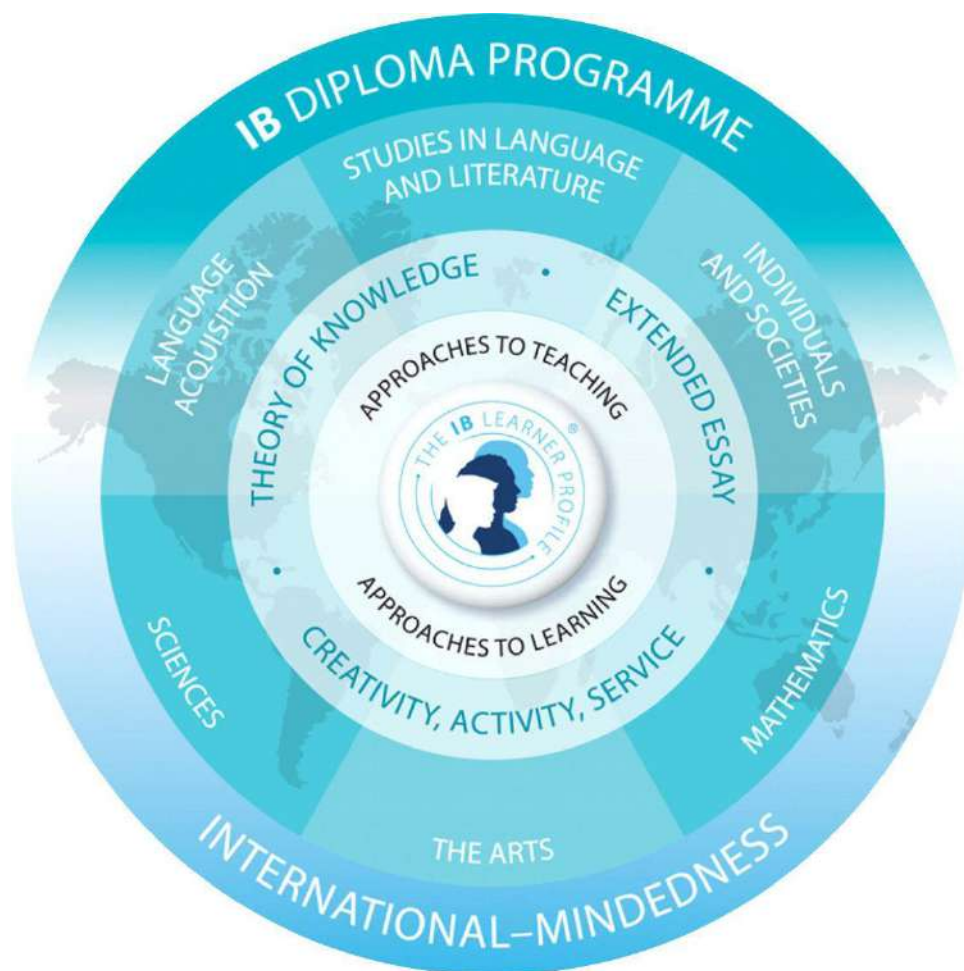 IB DIPLOMA PROGRAMME
STUDIES IN LANGUAGE
AND LITERATURE
LANGUAGE
ACQUISITION
INDIVIDUALS
AND SOCIETIES
THEORY OF KNOWLEDGE
•
EXTENDED ESSAY
•
CREATIVITY, ACTIVITY, SERVICE
•
APPROACHES TO TEACHING
THE IB LEARNER PROFILE ®
APPROACHES TO LEARNING
SCIENCES
MATHEMATICS
THE ARTS
INTERNATIONAL–MINDEDNESS